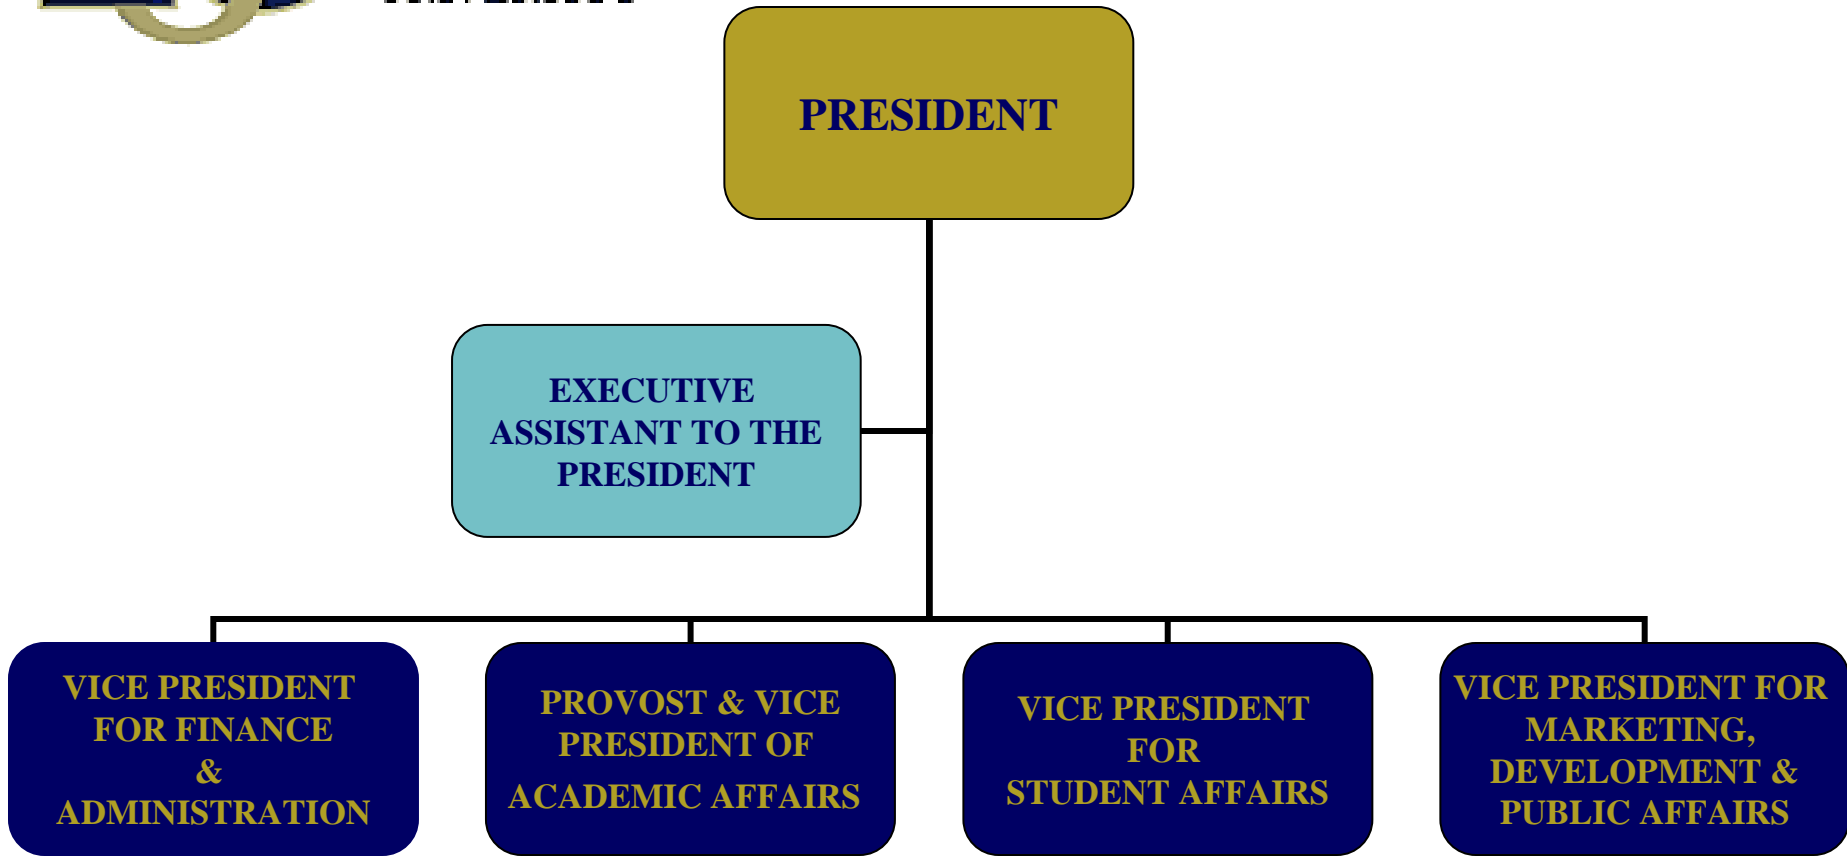 PRESIDENT
EXECUTIVE
ASSISTANT TO THE
PRESIDENT
VICE PRESIDENT
FOR FINANCE
&
ADMINISTRATION
PROVOST & VICE
PRESIDENT OF
ACADEMIC AFFAIRS
VICE PRESIDENT
FOR
STUDENT AFFAIRS
VICE PRESIDENT FOR
MARKETING,
DEVELOPMENT &
PUBLIC AFFAIRS